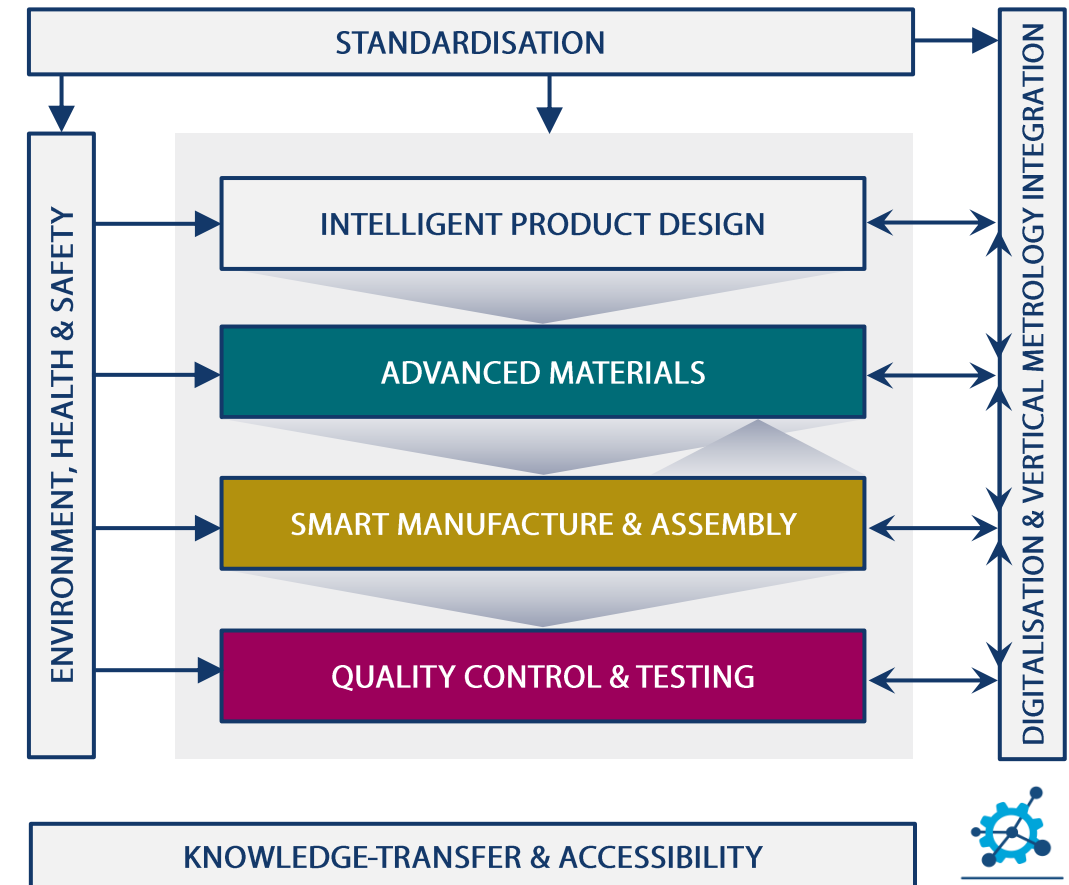 STANDARDISATION
ENVIRONMENT, HEALTH & SAFETY
INTELLIGENT PRODUCT DESIGN
ADVANCED MATERIALS
SMART MANUFACTURE & ASSEMBLY
QUALITY CONTROL & TESTING
DIGITALISATION & VERTICAL METROLOGY INTEGRATION
KNOWLEDGE-TRANSFER & ACCESSIBILITY